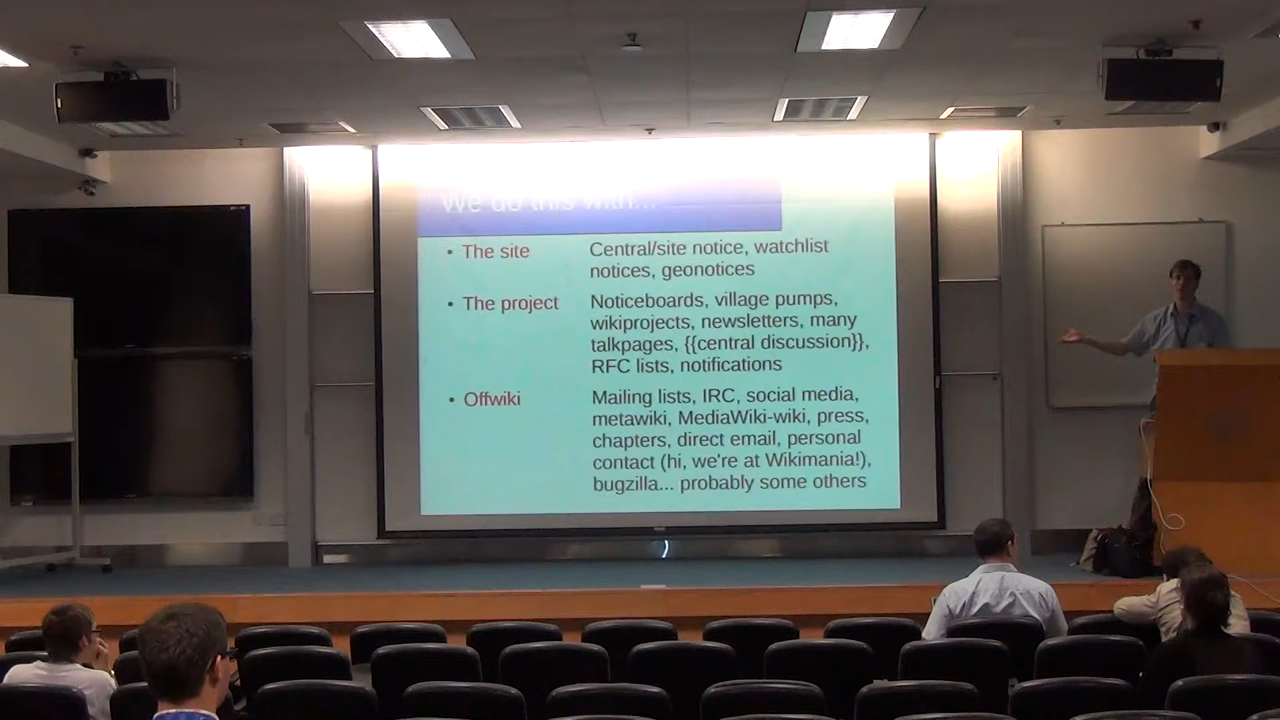 We do this with...
• The site Central/site notice, watchlist
notices, geonotices
• The project Noticeboards, village pumps,
wikiprojects, newsletters, many
talkpages, {{central discussion}},
RFC lists, notifications
• Offwiki Mailing lists, IRC, social media,
metawiki, MediaWiki-wiki, press,
chapters, direct email, personal
contact (hi, we're at Wikimania!),
bugzilla... probably some others